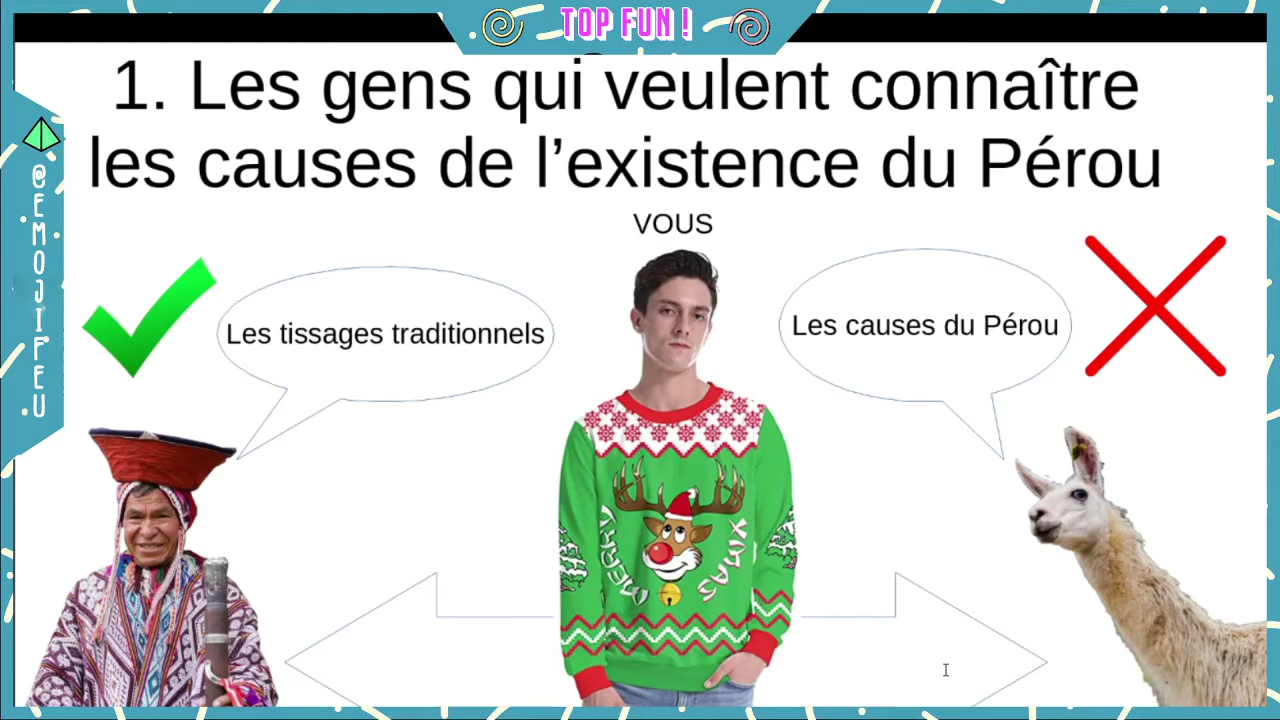 TOP FUN !
1. Les gens qui veulent connaître
les causes de l’existence du Pérou
VOUS
Les tissages traditionnels
Les causes du Pérou
@EMOJIFEU
MERRY
XMAS